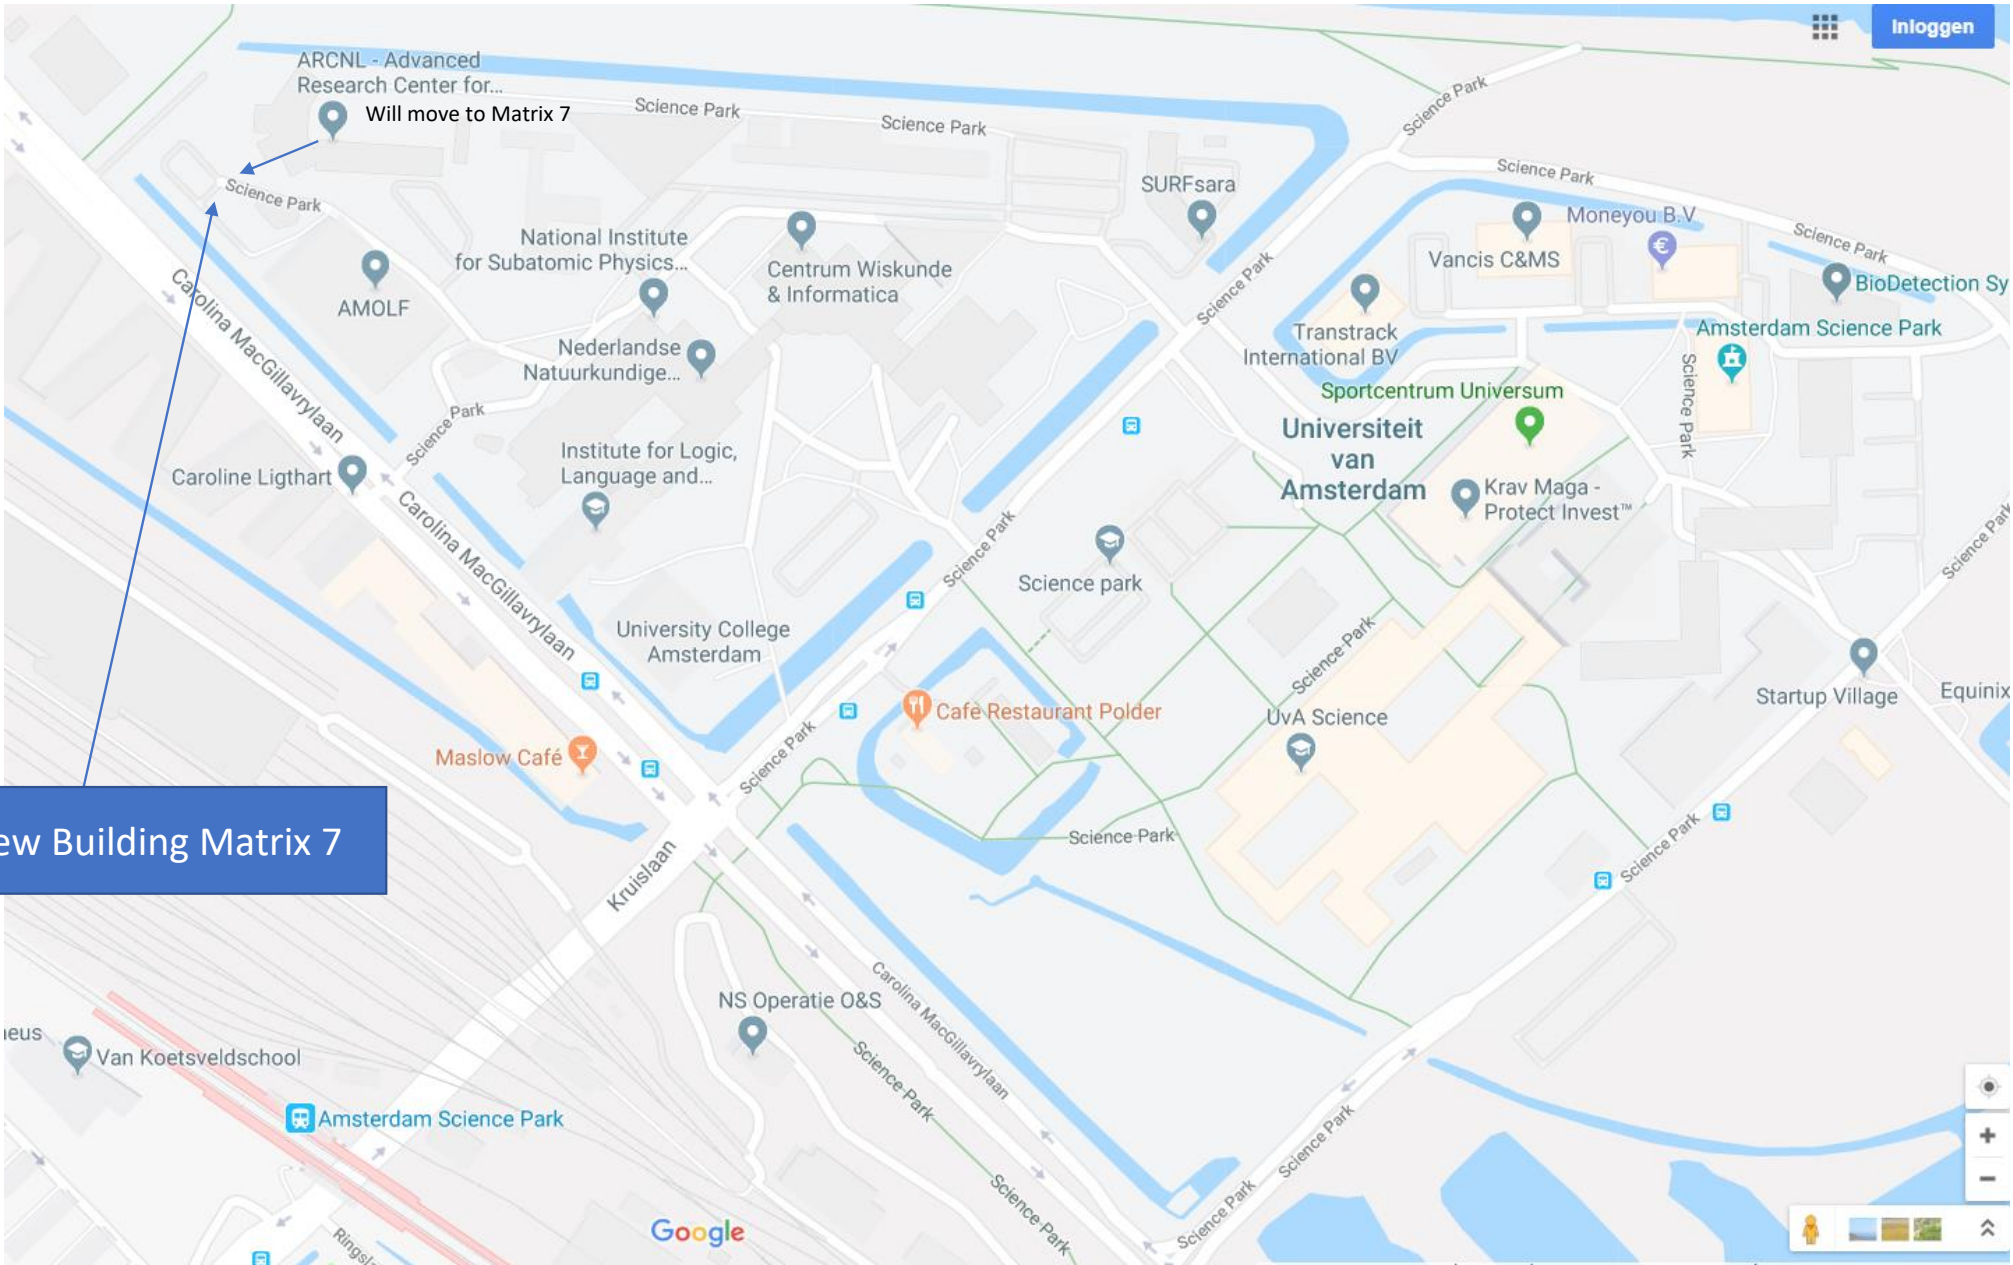 Inloggen
ARCNL - Advanced
Research Center for...
Will move to Matrix 7
Science Park
Science Park
Science Park
Science Park
SURFsara
Science Park
Moneyou B.V
Vancis C&MS
Science Park
BioDetection Sy
Science Park
National Institute
for Subatomic Physics...
Centrum Wiskunde
& Informatica
AMOLF
Carolina MacGillavrylaan
Science Park
Transtrack
International BV
Amsterdam Science Park
Nederlandse
Natuurkundige...
Science Park
Sportcentrum Universum
Universiteit
van
Amsterdam
Science Park
Institute for Logic,
Language and...
Caroline Ligthart
Krav Maga -
Protect Invest™
Carolina MacGillavrylaan
Science Park
Science Park
Science park
University College
Amsterdam
Science Park
Startup Village
Equinix
Café Restaurant Polder
UvA Science
Maslow Café
Science Park
ew Building Matrix 7
Science Park
Science Park
Kruislaan
NS Operatie O&S
Carolina MacGillavrylaan
Science Park
eus
Van Koetsveldschool
Amsterdam Science Park
Science Park
Science Park
Science Park
Google
Ringsl